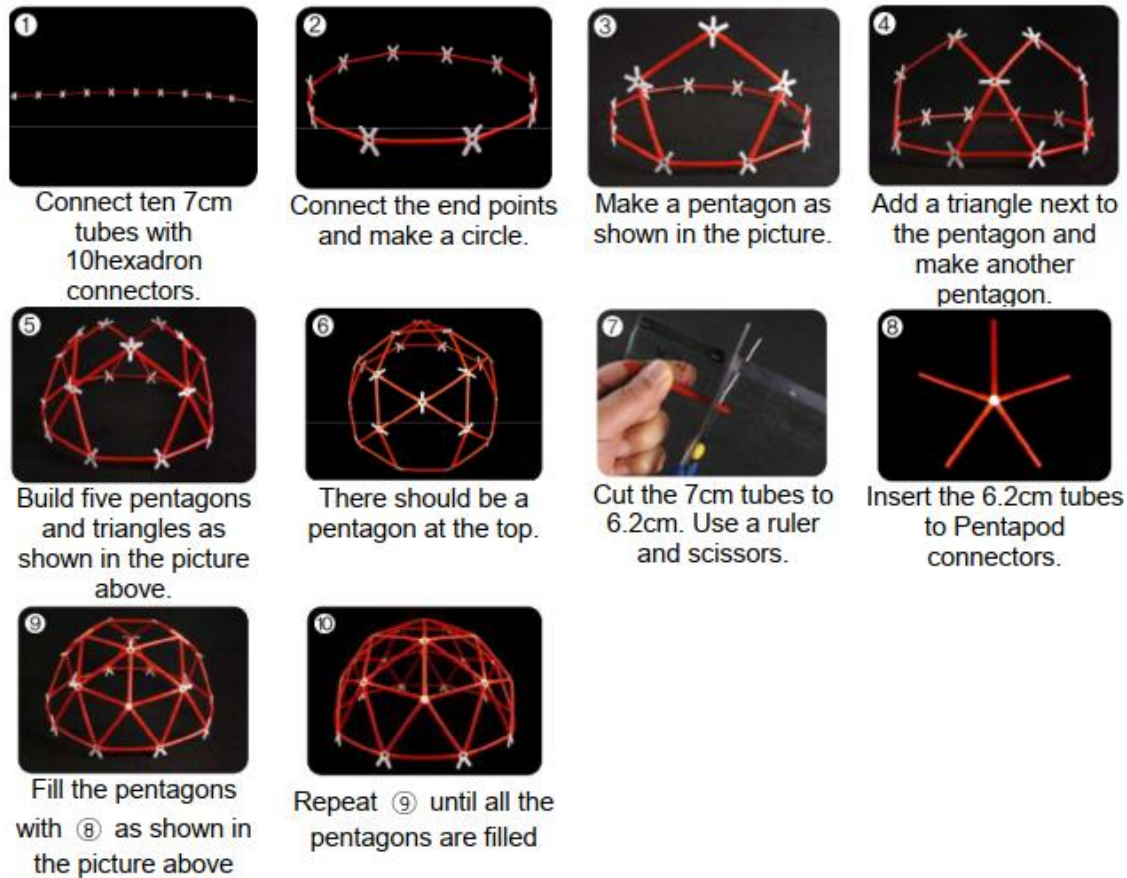 ①
Connect ten 7cm
tubes with
10hexadron
connectors.
②
Connect the end points
and make a circle.
③
Make a pentagon as
shown in the picture.
④
Add a triangle next to
the pentagon and
make another
pentagon.
⑤
Build five pentagons
and triangles as
shown in the picture
above.
⑥
There should be a
pentagon at the top.
⑦
Cut the 7cm tubes to
6.2cm. Use a ruler
and scissors.
⑧
Insert the 6.2cm tubes
to Pentapod
connectors.
⑨
Fill the pentagons
with ⑧ as shown in
the picture above
⑩
Repeat ⑨ until all the
pentagons are filled